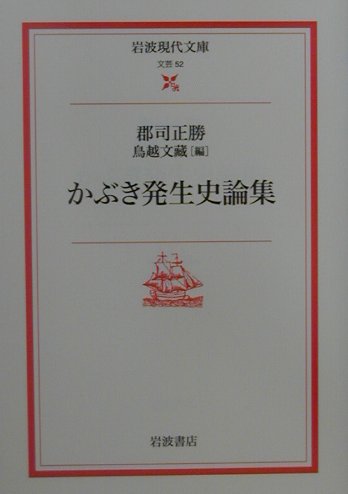 岩波現代文庫
文芸 52
郡司正勝
鳥越文藏[編]
かぶき発生史論集
岩波書店